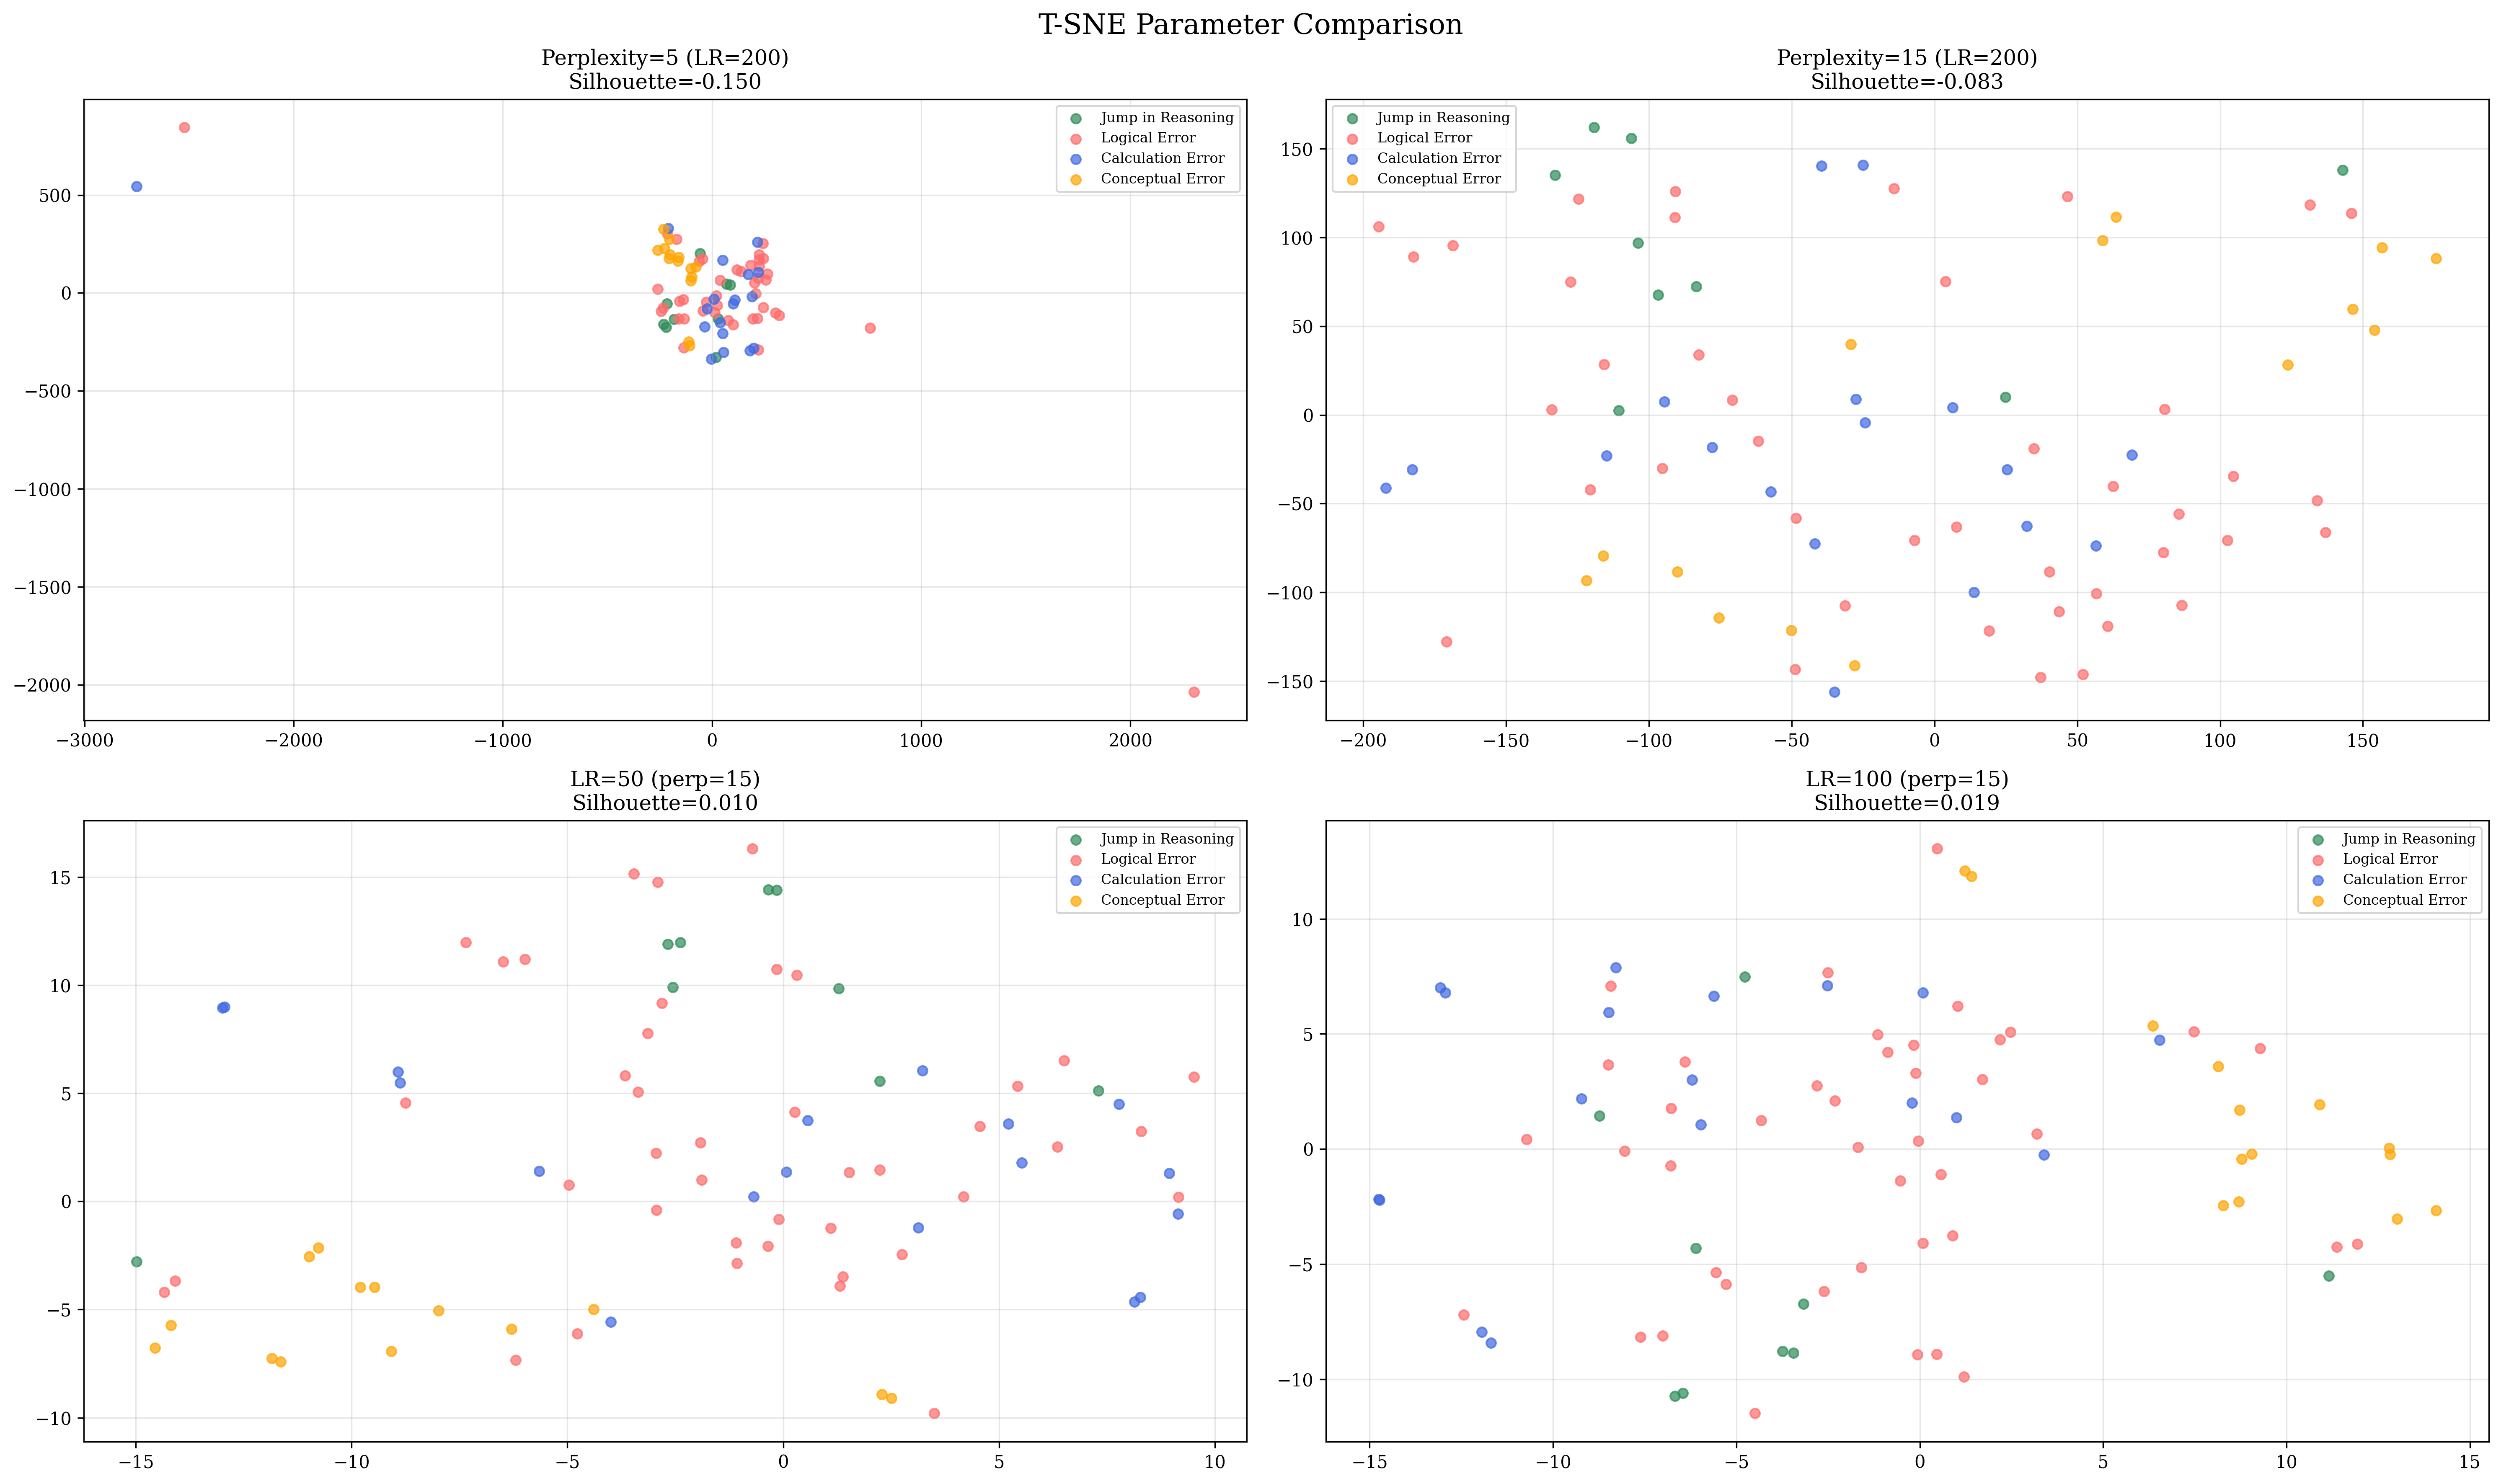 T-SNE Parameter Comparison
Perplexity=5 (LR=200)
Silhouette=-0.150
Jump in Reasoning
Logical Error
Calculation Error
Conceptual Error
500
0
−500
−1000
−1500
−2000
−3000
−2000
−1000
0
1000
2000
Perplexity=15 (LR=200)
Silhouette=-0.083
Jump in Reasoning
Logical Error
Calculation Error
Conceptual Error
150
100
50
0
−50
−100
−150
−200
−150
−100
−50
0
50
100
150
LR=50 (perp=15)
Silhouette=0.010
Jump in Reasoning
Logical Error
Calculation Error
Conceptual Error
15
10
5
0
−5
−10
−15
−10
−5
0
5
10
LR=100 (perp=15)
Silhouette=0.019
Jump in Reasoning
Logical Error
Calculation Error
Conceptual Error
10
5
0
−5
−10
−15
−10
−5
0
5
10
15